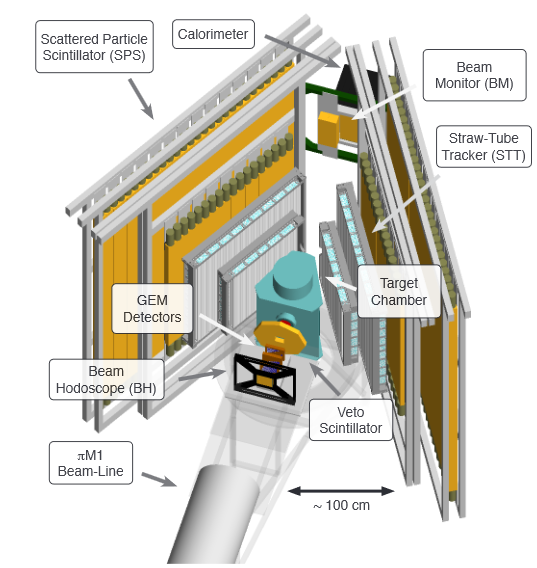 Scattered Particle
Scintillator (SPS)
Calorimeter
Beam
Monitor (BM)
Straw-Tube
Tracker (STT)
GEM
Detectors
Target
Chamber
Beam
Hodoscope (BH)
Veto
Scintillator
πM1
Beam-Line
~ 100 cm